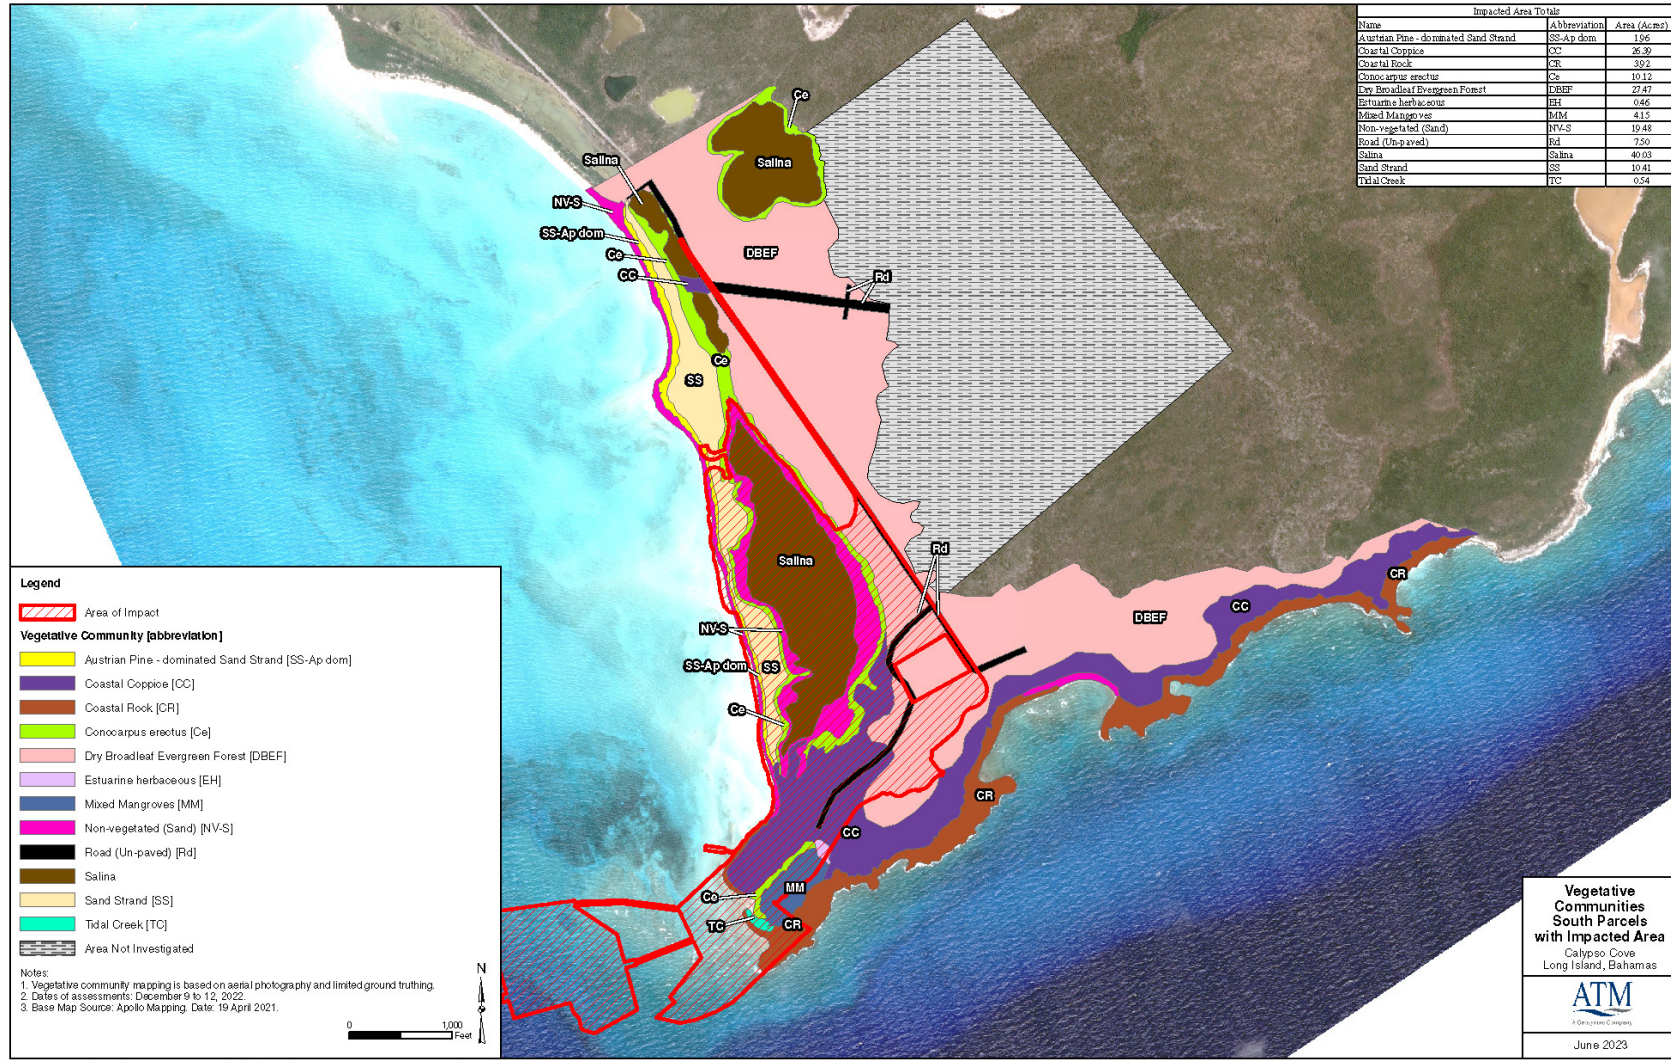 Impacted Area Totals
Name Abbreviation Area (Acres)
Austrian Pine - dominated Sand Strand SS-Ap dom 1.96
Coastal Coppice CC 26.39
Coastal Rock CR 3.92
Conocarpus erectus Ce 10.12
Dry Broadleaf Evergreen Forest DBEF 27.47
Estuarine herbaceous EH 0.46
Mixed Mangroves MM 4.15
Non-vegetated (Sand) NV-S 19.48
Road (Un-paved) Rd 7.50
Salina Salina 40.03
Sand Strand SS 10.41
Tidal Creek TC 0.54
Ce
Salina
Salina
NV-S
SS-Ap dom
Ce
CC
DBEF
Rd
Ce
SS
Rd
Salina
CR
CC
DBEF
NV-S
SS-Ap dom
SS
Ce
CR
CC
MM
Ce
TC
CR
Legend
Area of Impact
Vegetative Community [abbreviation]
Austrian Pine - dominated Sand Strand [SS-Ap dom]
Coastal Coppice [CC]
Coastal Rock [CR]
Conocarpus erectus [Ce]
Dry Broadleaf Evergreen Forest [DBEF]
Estuarine herbaceous [EH]
Mixed Mangroves [MM]
Non-vegetated (Sand) [NV-S]
Road (Un-paved) [Rd]
Salina
Sand Strand [SS]
Tidal Creek [TC]
Area Not Investigated
Notes:
1. Vegetative community mapping is based on aerial photography and limited ground truthing.
2. Dates of assessments: December 9 to 12, 2022.
3. Base Map Source: Apollo Mapping. Date: 19 April 2021.
N
0 1,000
Feet
Vegetative
Communities
South Parcels
with Impacted Area
Calypso Cove
Long Island, Bahamas
ATM
A Geosyntec Company
June 2023